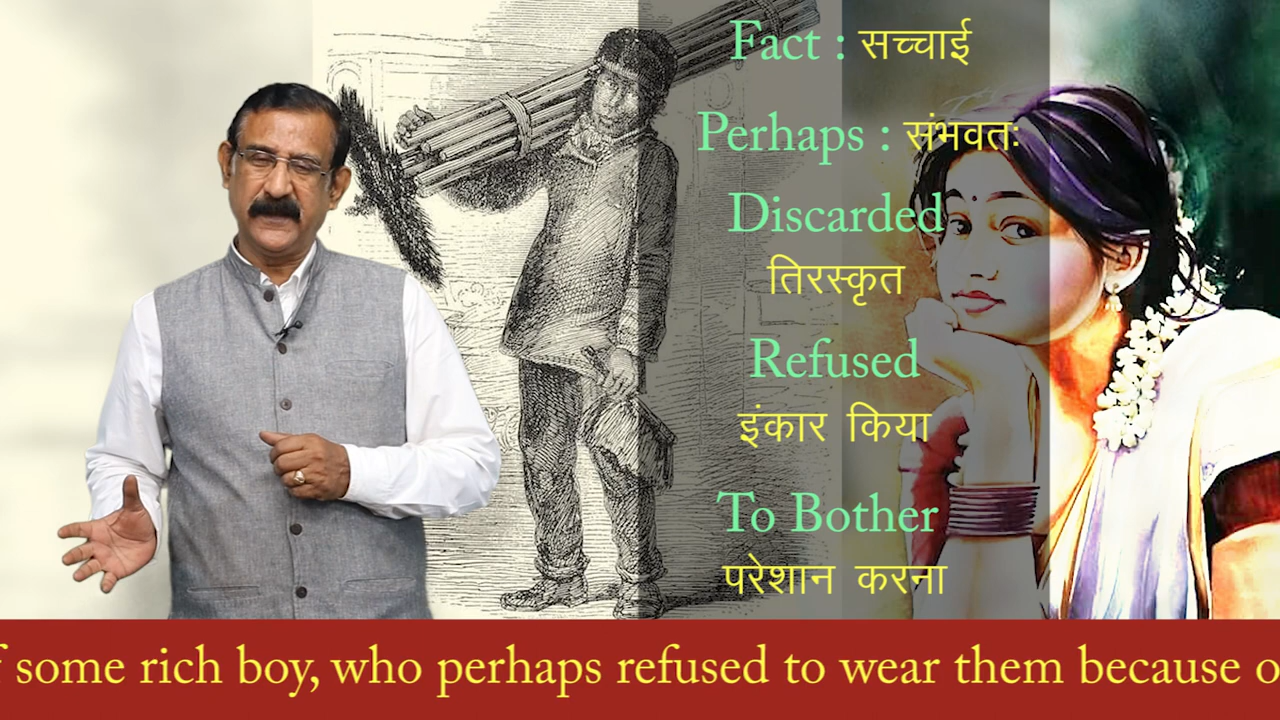 Fact : सच्चाई
Perhaps : संभवतः
Discarded
तिरस्कृत
Refused
इंकार किया
To Bother
परेशान करना
some rich boy, who perhaps refused to wear them because